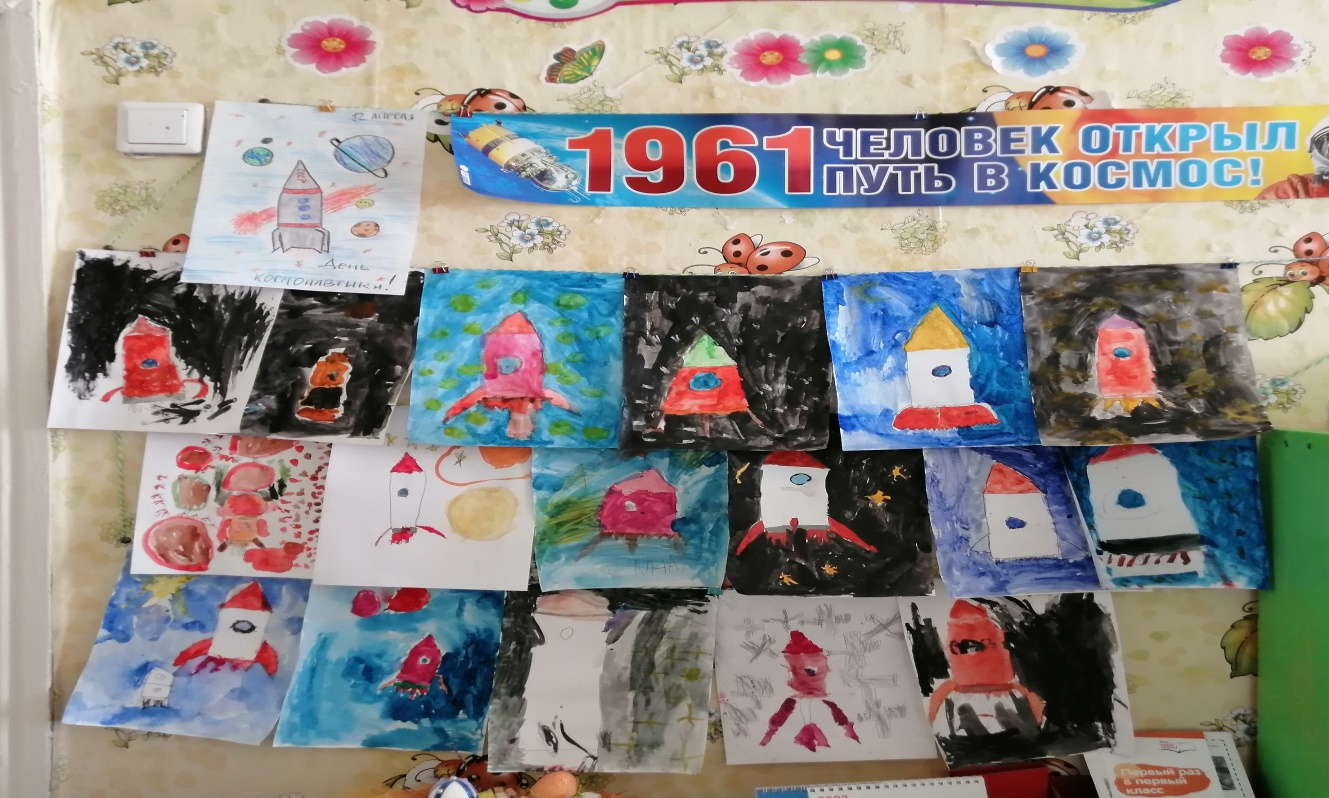 12 АПРЕЛЯ
1961 ЧЕЛОВЕК ОТКРЫЛ
ПУТЬ В КОСМОС!
День
космонавтики!
Первый раз
в первый
класс